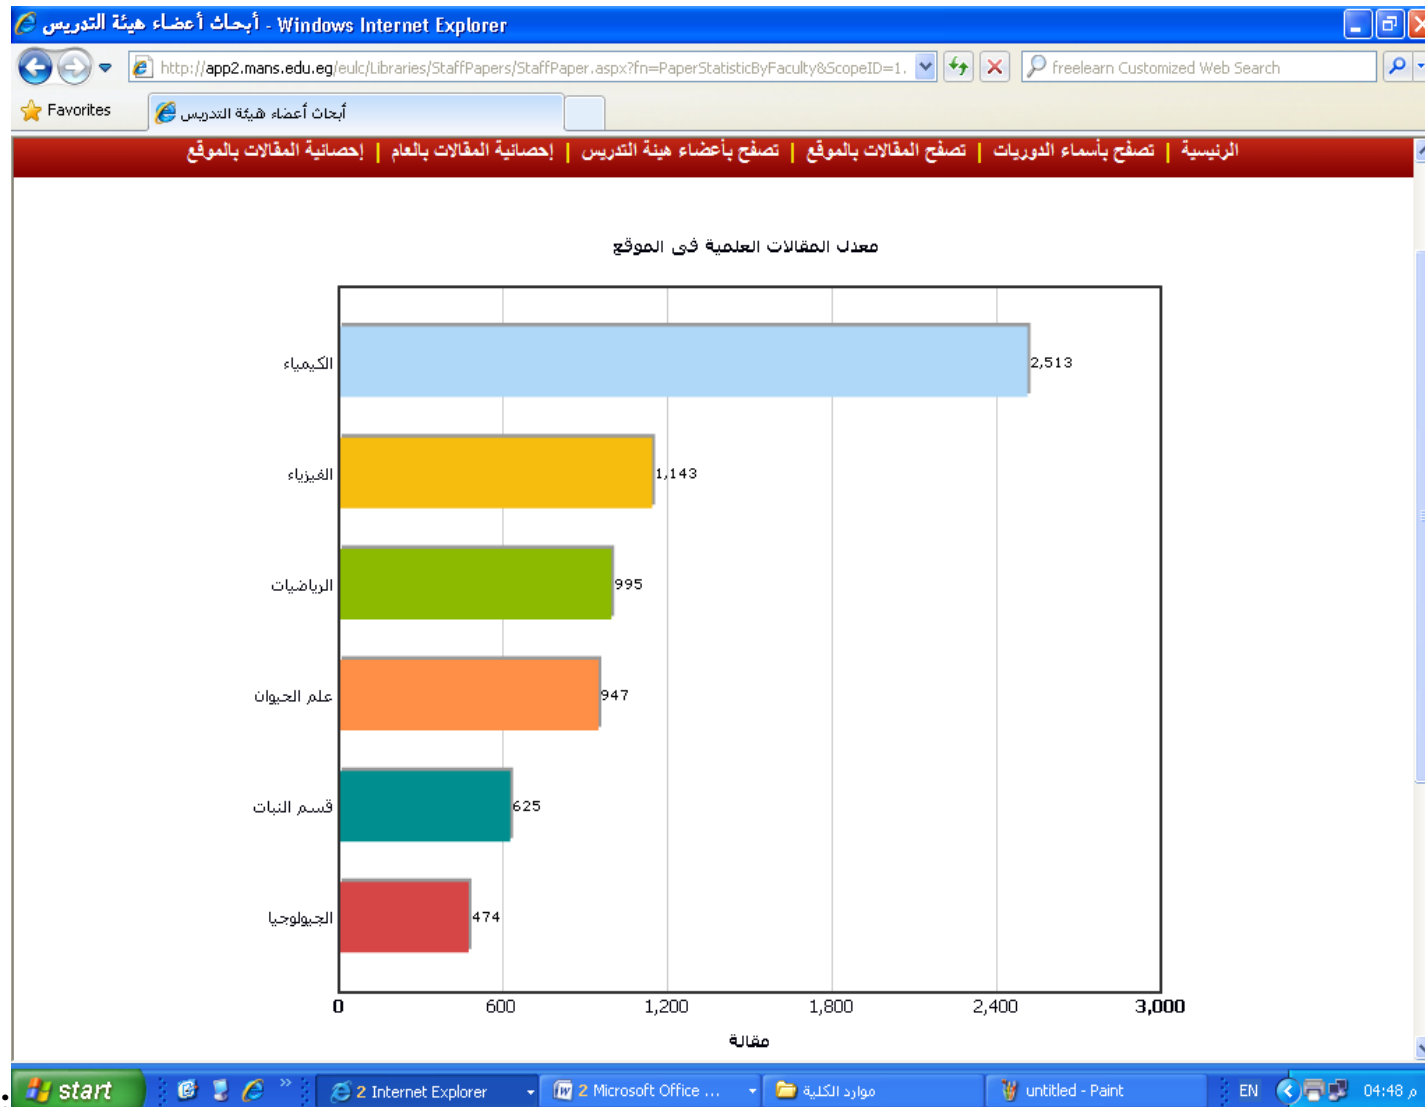 أبحاث أعضاء هيئة التدريس - Windows Internet Explorer
http://app2.mans.edu.eg/eulc/Libraries/StaffPapers/StaffPaper.aspx?fn=PaperStatisticByFaculty&ScopeID=1.
freelearn Customized Web Search
Favorites
أبحاث أعضاء هيئة التدريس
الرئيسية | تصفح بأسماء الدوريات | تصفح المقالات بالموقع | تصفح بأعضاء هيئة التدريس | إحصائية المقالات بالعام | إحصائية المقالات بالموقع
معدل المقالات العلمية فى الموقع
الكيمياء 2,513
الفيزياء 1,143
الرياضيات 995
علم الحيوان 947
قسم النبات 625
الجيولوجيا 474
0 600 1,200 1,800 2,400 3,000
مقالة
start » 2 Internet Explorer 2 Microsoft Office ... موارد الكلية untitled - Paint EN 04:48 م